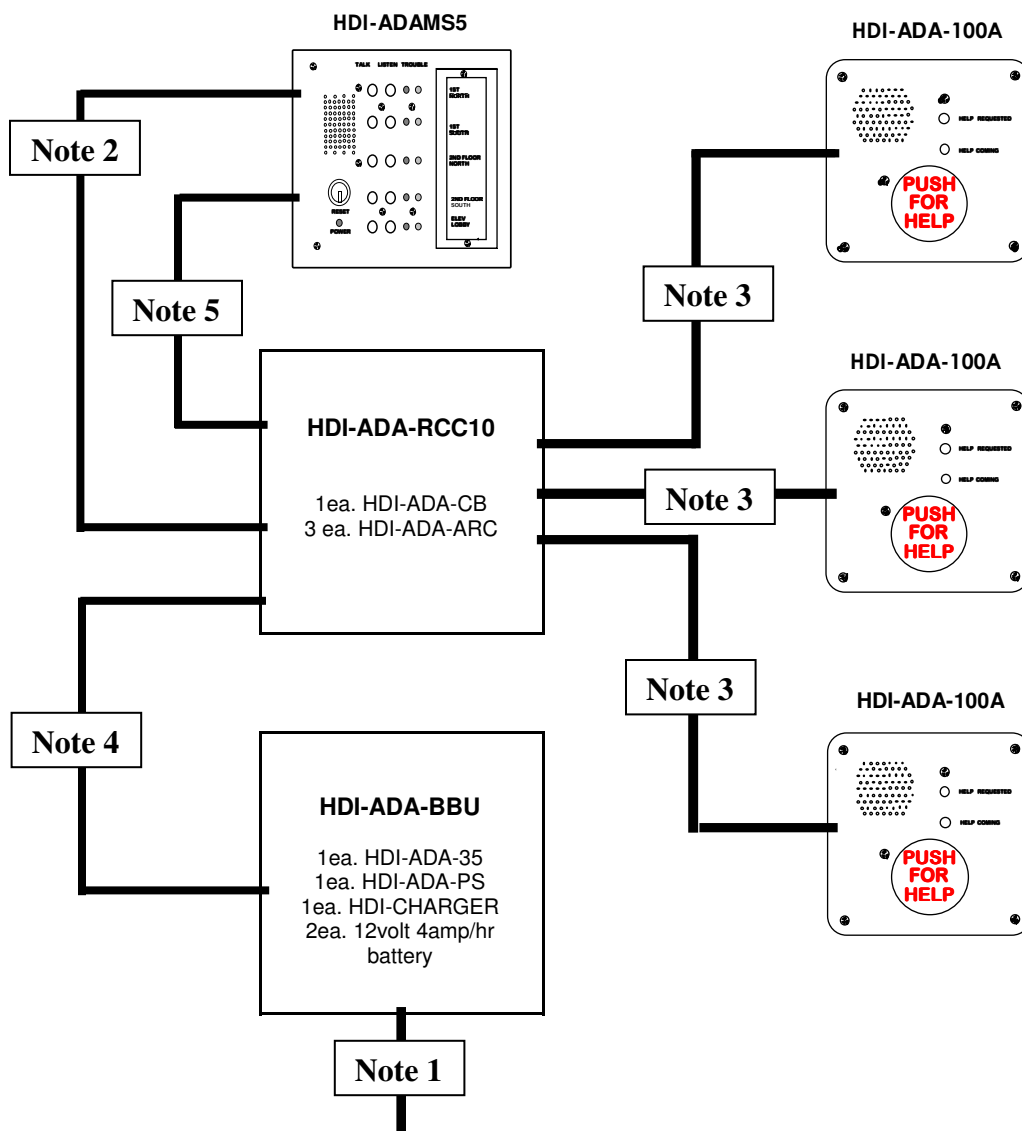 HDI-ADAMS5
TALK LISTEN TROUBLE
1ST
NORTH
1ST
SOUTH
2ND FLOOR
NORTH
2ND FLOOR
SOUTH
ELEV
LOBBY
RESET
POWER
HDI-ADA-100A
HELP REQUESTED
HELP COMING
PUSH
FOR
HELP
Note 2
Note 5
Note 3
HDI-ADA-RCC10
1ea. HDI-ADA-CB
3 ea. HDI-ADA-ARC
Note 3
HDI-ADA-100A
HELP REQUESTED
HELP COMING
PUSH
FOR
HELP
Note 4
Note 3
HDI-ADA-BBU
1ea. HDI-ADA-35
1ea. HDI-ADA-PS
1ea. HDI-CHARGER
2ea. 12volt 4amp/hr
battery
HDI-ADA-100A
HELP REQUESTED
HELP COMING
PUSH
FOR
HELP
Note 1